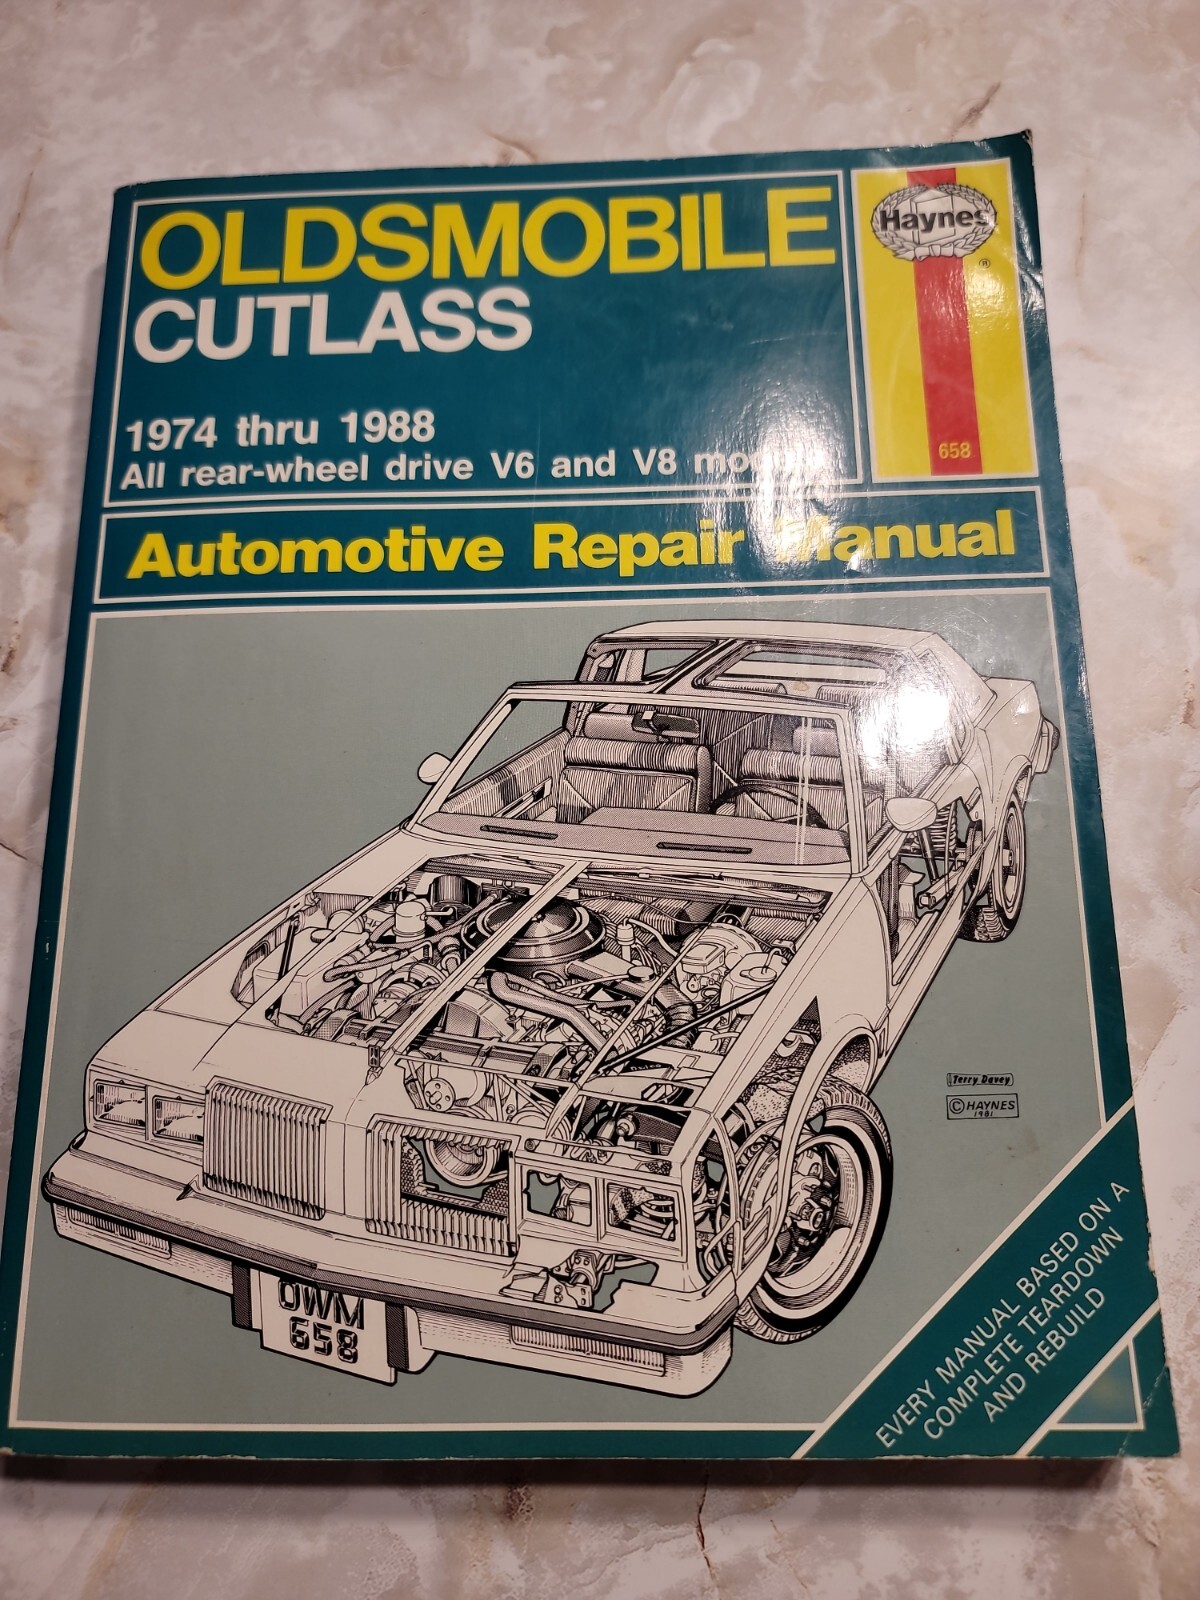 OLDSMOBILE
CUTLASS
Haynes
®
1974 thru 1988
All rear-wheel drive V6 and V8
658
Automotive Repair Manual
Terry Davey
© HAYNES
1981
OWM
658
EVERY MANUAL BASED ON A
COMPLETE TEARDOWN
AND REBUILD